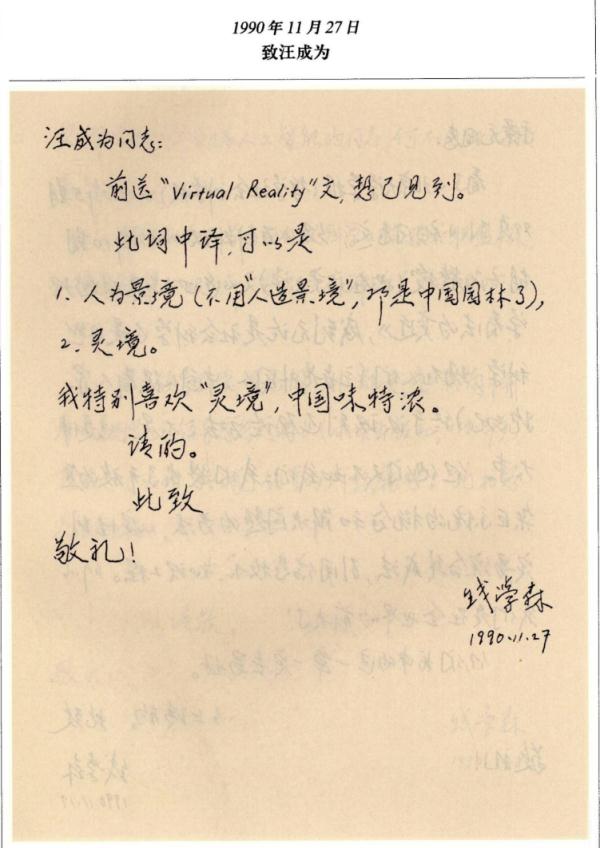 1990年11月27日
致汪成为
汪成为同志：
前送“Virtual Reality”文，想已见到。
此词中译，可以是
1. 人为景境（不用“人造景境”，那是中国园林了），
2. 灵境。
我特别喜欢“灵境”，中国味特浓。
请酌。
此致
敬礼！
钱学森
1990.11.27